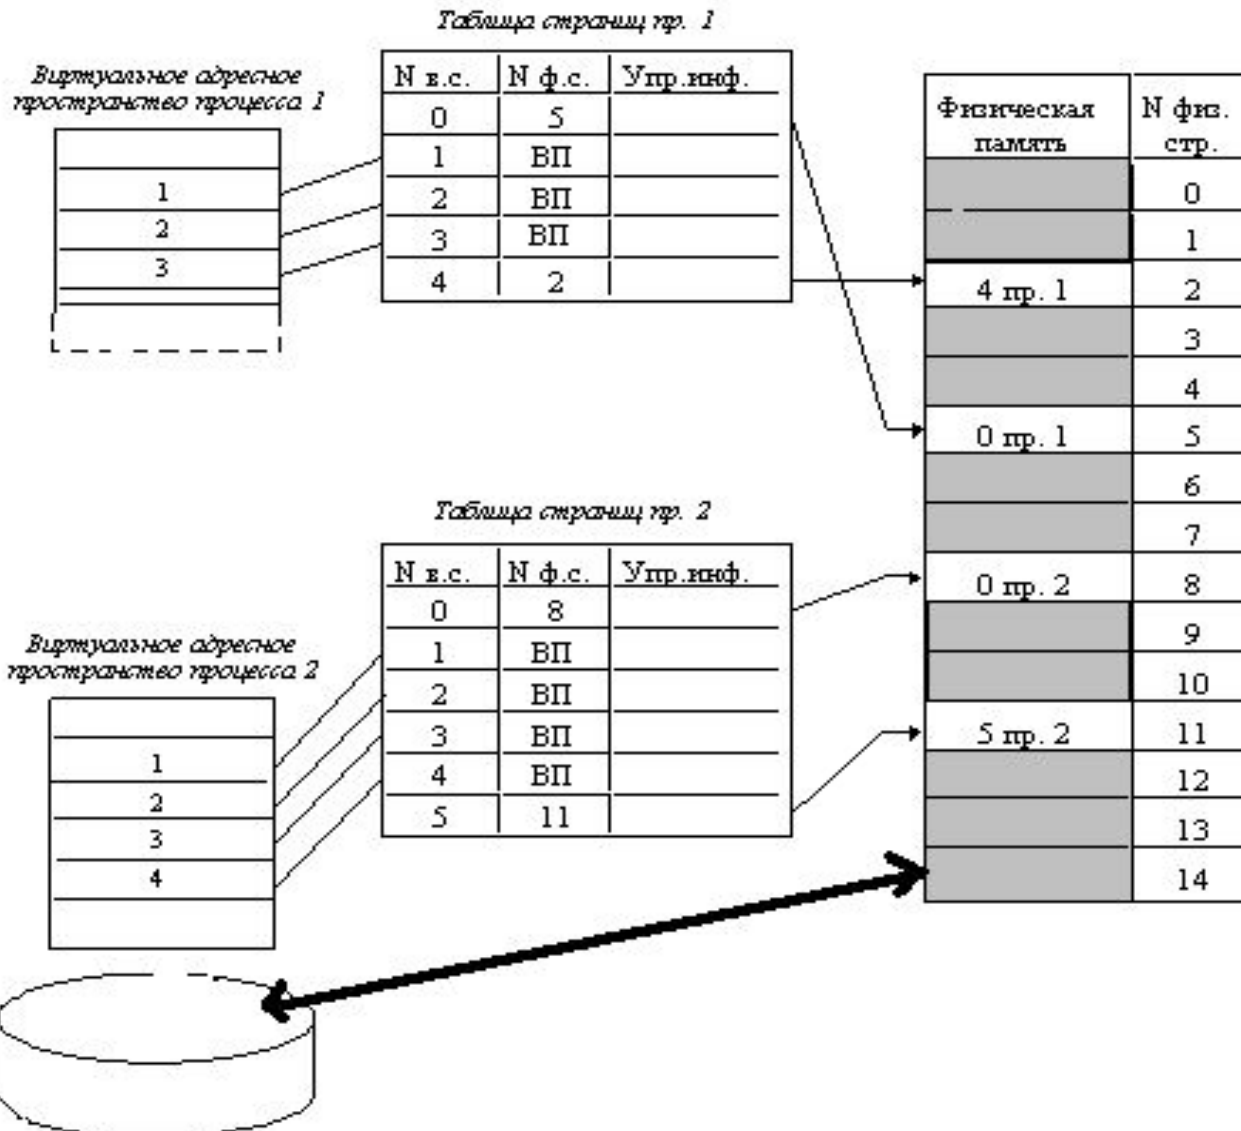 Таблица страниц пр. 1
Виртуальное адресное
пространство процесса 1
1
2
3
N в.с. N ф.с. Упр.инф.
0 5
1 ВП
2 ВП
3 ВП
4 2
Физическая память N физ. стр.
0
1
4 пр. 1 2
3
4
0 пр. 1 5
6
7
0 пр. 2 8
9
10
5 пр. 2 11
12
13
14
Таблица страниц пр. 2
N в.с. N ф.с. Упр.инф.
0 8
1 ВП
2 ВП
3 ВП
4 ВП
5 11
Виртуальное адресное
пространство процесса 2
1
2
3
4